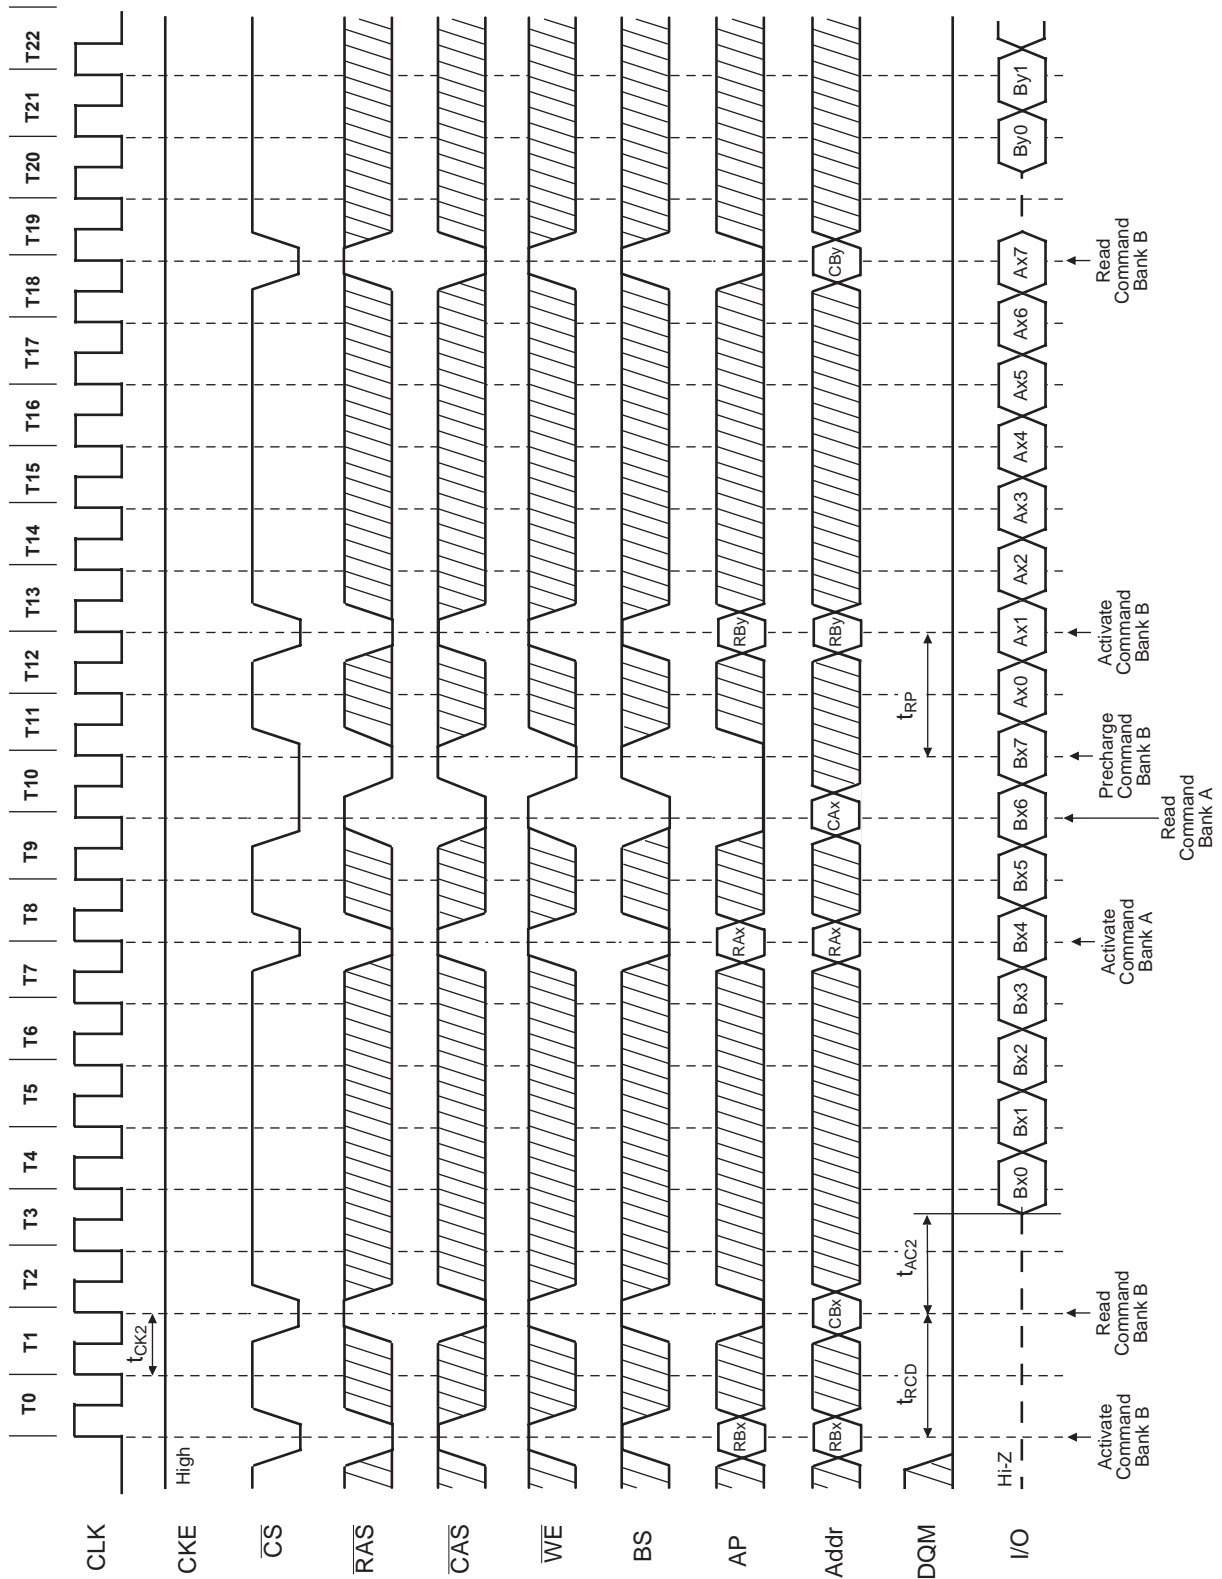 T0 T1 T2 T3 T4 T5 T6 T7 T8 T9 T10 T11 T12 T13 T14 T15 T16 T17 T18 T19 T20 T21 T22
CLK
tCK2
CKE
High
CS
RAS
CAS
WE
BS
AP
RBx RAx RBy
Addr
RBx CBx RAx CAx RBy CBy
DQM
tRCD tAC2 tRP
I/O
Hi-Z
Bx0 Bx1 Bx2 Bx3 Bx4 Bx5 Bx6 Bx7 Ax0 Ax1 Ax2 Ax3 Ax4 Ax5 Ax6 Ax7 By0 By1
Activate
Command
Bank B
Read
Command
Bank B
Activate
Command
Bank A
Read
Command
Bank A
Precharge
Command
Bank B
Activate
Command
Bank B
Read
Command
Bank B